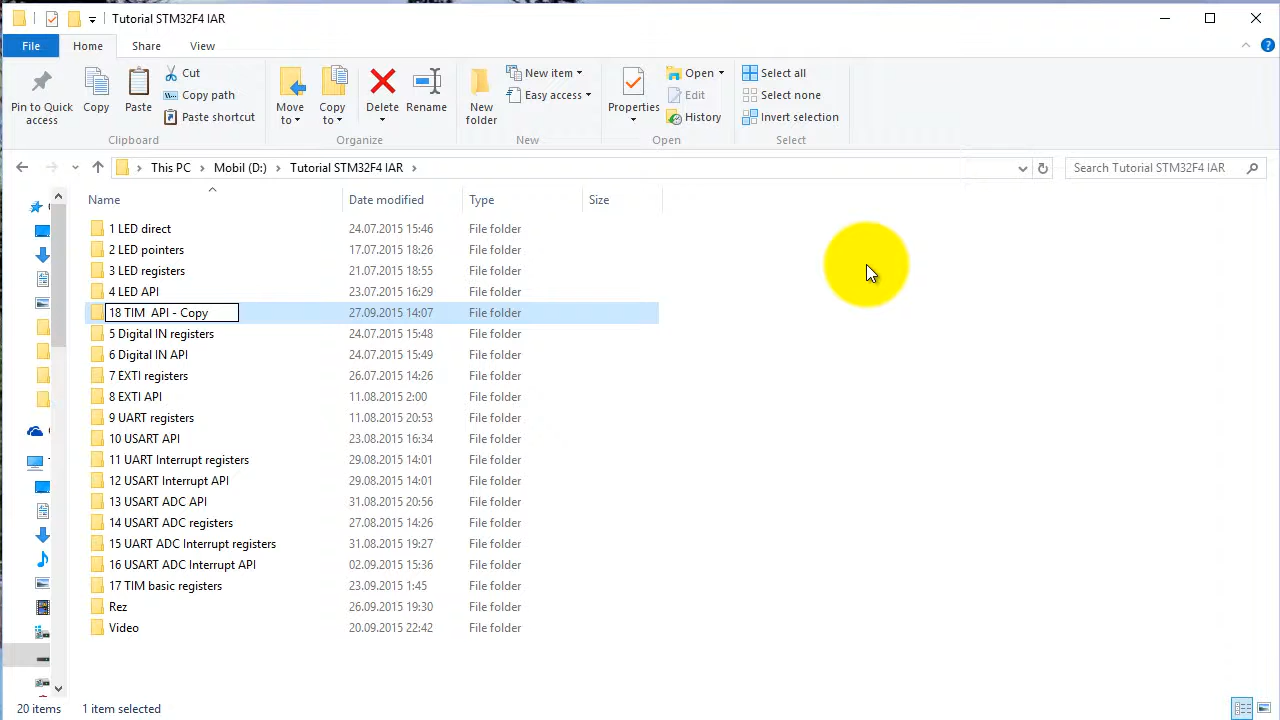 Tutorial STM32F4 IAR
File Home Share View
Pin to Quick access
Copy
Paste
Cut
Copy path
Paste shortcut
Clipboard
Move to
Copy to
Delete
Rename
Organize
New folder
New item
Easy access
New
Properties
Open
Edit
History
Open
Select all
Select none
Invert selection
Select
This PC Mobil (D:) Tutorial STM32F4 IAR
Search Tutorial STM32F4 IAR
Name Date modified Type Size
1 LED direct 24.07.2015 15:46 File folder
2 LED pointers 17.07.2015 18:26 File folder
3 LED registers 21.07.2015 18:55 File folder
4 LED API 23.07.2015 16:29 File folder
18 TIM  API - Copy 27.09.2015 14:07 File folder
5 Digital IN registers 24.07.2015 15:48 File folder
6 Digital IN API 24.07.2015 15:49 File folder
7 EXTI registers 26.07.2015 14:26 File folder
8 EXTI API 11.08.2015 2:00 File folder
9 UART registers 11.08.2015 20:53 File folder
10 USART API 23.08.2015 16:34 File folder
11 UART Interrupt registers 29.08.2015 14:01 File folder
12 USART Interrupt API 29.08.2015 14:01 File folder
13 USART ADC API 31.08.2015 20:56 File folder
14 USART ADC registers 27.08.2015 14:26 File folder
15 UART ADC Interrupt registers 31.08.2015 19:27 File folder
16 USART ADC Interrupt API 02.09.2015 15:36 File folder
17 TIM basic registers 23.09.2015 1:45 File folder
Rez 26.09.2015 19:30 File folder
Video 20.09.2015 22:42 File folder
20 items 1 item selected